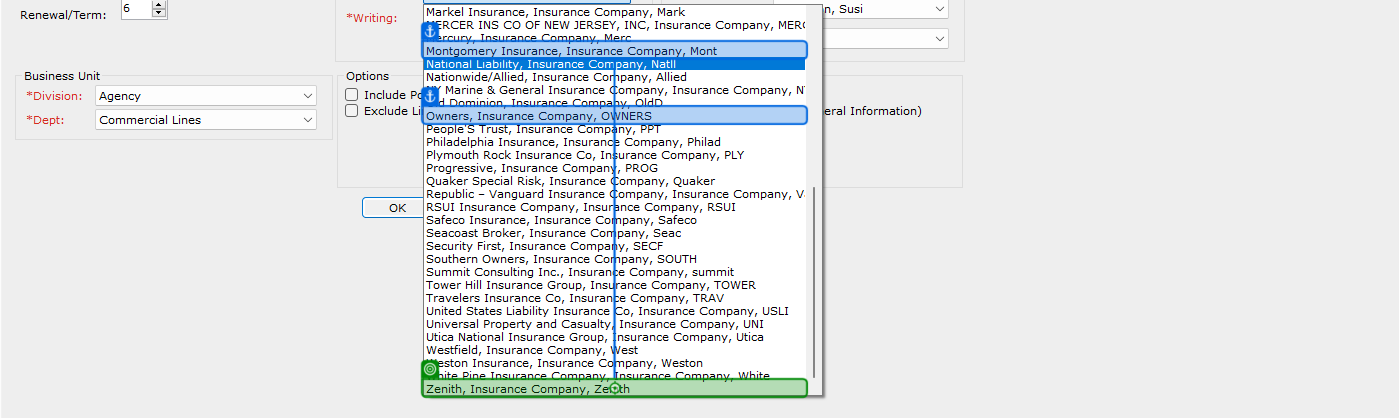 Renewal/Term: 6
*Writing:
n, Susi
Markel Insurance, Insurance Company, Mark
MERCER INS CO OF NEW JERSEY, INC, Insurance Company, MERC
Mercury, Insurance Company, Merc
Montgomery Insurance, Insurance Company, Mont
National Liability, Insurance Company, Natll
Nationwide/Allied, Insurance Company, Allied
NY Marine & General Insurance Company, Insurance Company, NY
Old Dominion, Insurance Company, OldD
Owners, Insurance Company, OWNERS
People'S Trust, Insurance Company, PPT
Philadelphia Insurance, Insurance Company, Philad
Plymouth Rock Insurance Co, Insurance Company, PLY
Progressive, Insurance Company, PROG
Quaker Special Risk, Insurance Company, Quaker
Republic – Vanguard Insurance Company, Insurance Company, Va
RSUI Insurance Company, Insurance Company, RSUI
Safeco Insurance, Insurance Company, Safeco
Seacoast Broker, Insurance Company, Seac
Security First, Insurance Company, SECF
Southern Owners, Insurance Company, SOUTH
Summit Consulting Inc., Insurance Company, summit
Tower Hill Insurance Group, Insurance Company, TOWER
Travelers Insurance Co, Insurance Company, TRAV
United States Liability Insurance Co, Insurance Company, USLI
Universal Property and Casualty, Insurance Company, UNI
Utica National Insurance Group, Insurance Company, Utica
Westfield, Insurance Company, West
Weston Insurance, Insurance Company, Weston
White Pine Insurance Company, Insurance Company, White
Zenith, Insurance Company, Zenith
Business Unit
*Division: Agency
*Dept: Commercial Lines
Options
Include Po
Exclude Li
eral Information)
OK